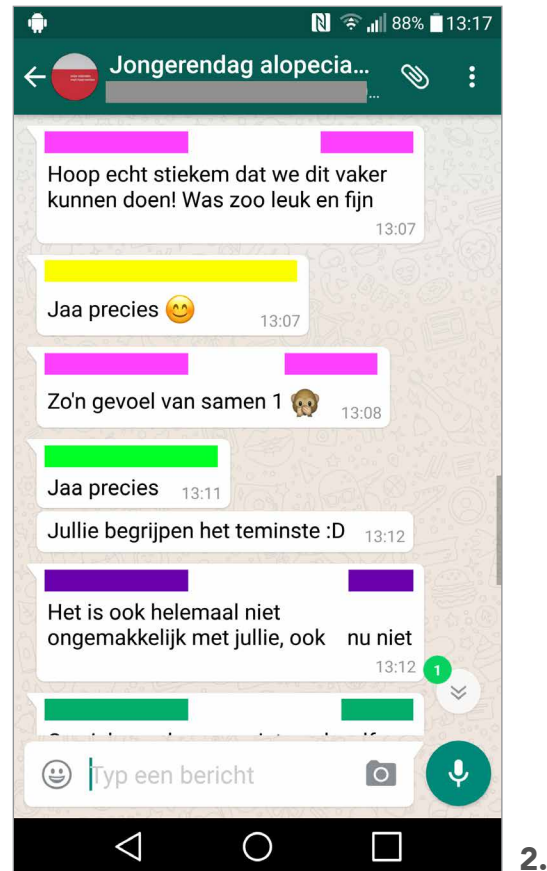 88% 13:17
Jongerendag alopecia...
...
Hoop echt stiekem dat we dit vaker
kunnen doen! Was zoo leuk en fijn
13:07
Jaa precies 😊
13:07
Zo'n gevoel van samen 1 🙊
13:08
Jaa precies 13:11
Jullie begrijpen het teminste :D 13:12
Het is ook helemaal niet
ongemakkelijk met jullie, ook nu niet
13:12
1
Typ een bericht
2.